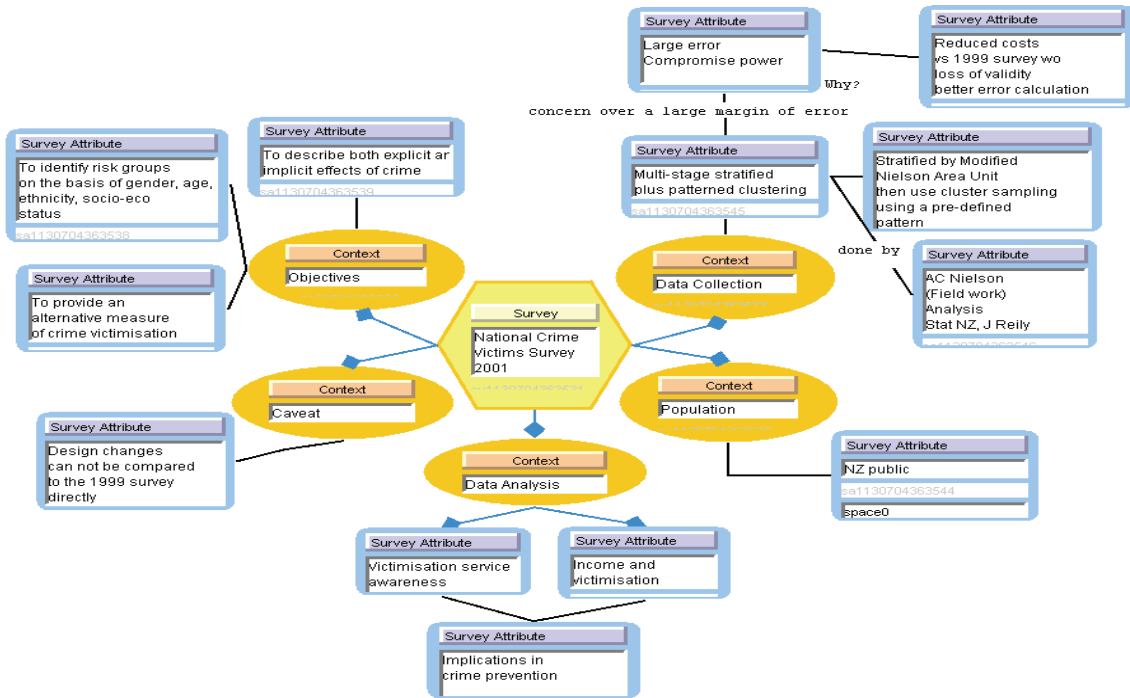 Survey Attribute
Large error
Compromise power
Survey Attribute
Reduced costs
vs 1999 survey wo
loss of validity
better error calculation
Why?
concern over a large margin of error
Survey Attribute
To identify risk groups
on the basis of gender, age,
ethnicity, socio-eco
status
sa1130704363538
Survey Attribute
To describe both explicit ar
implicit effects of crime
sa1130704363539
Survey Attribute
Multi-stage stratified
plus patterned clustering
sa1130704363545
Survey Attribute
Stratified by Modified
Nielson Area Unit
then use cluster sampling
using a pre-defined
pattern
done by
Survey Attribute
AC Nielson
(Field work)
Analysis
Stat NZ, J Reily
Context
Objectives
Context
Data Collection
Survey Attribute
To provide an
alternative measure
of crime victimisation
Survey
National Crime
Victims Survey
2001
Context
Caveat
Context
Population
Survey Attribute
Design changes
can not be compared
to the 1999 survey
directly
Context
Data Analysis
Survey Attribute
NZ public
sa1130704363544
space0
Survey Attribute
Victimisation service
awareness
Survey Attribute
Income and
victimisation
Survey Attribute
Implications in
crime prevention